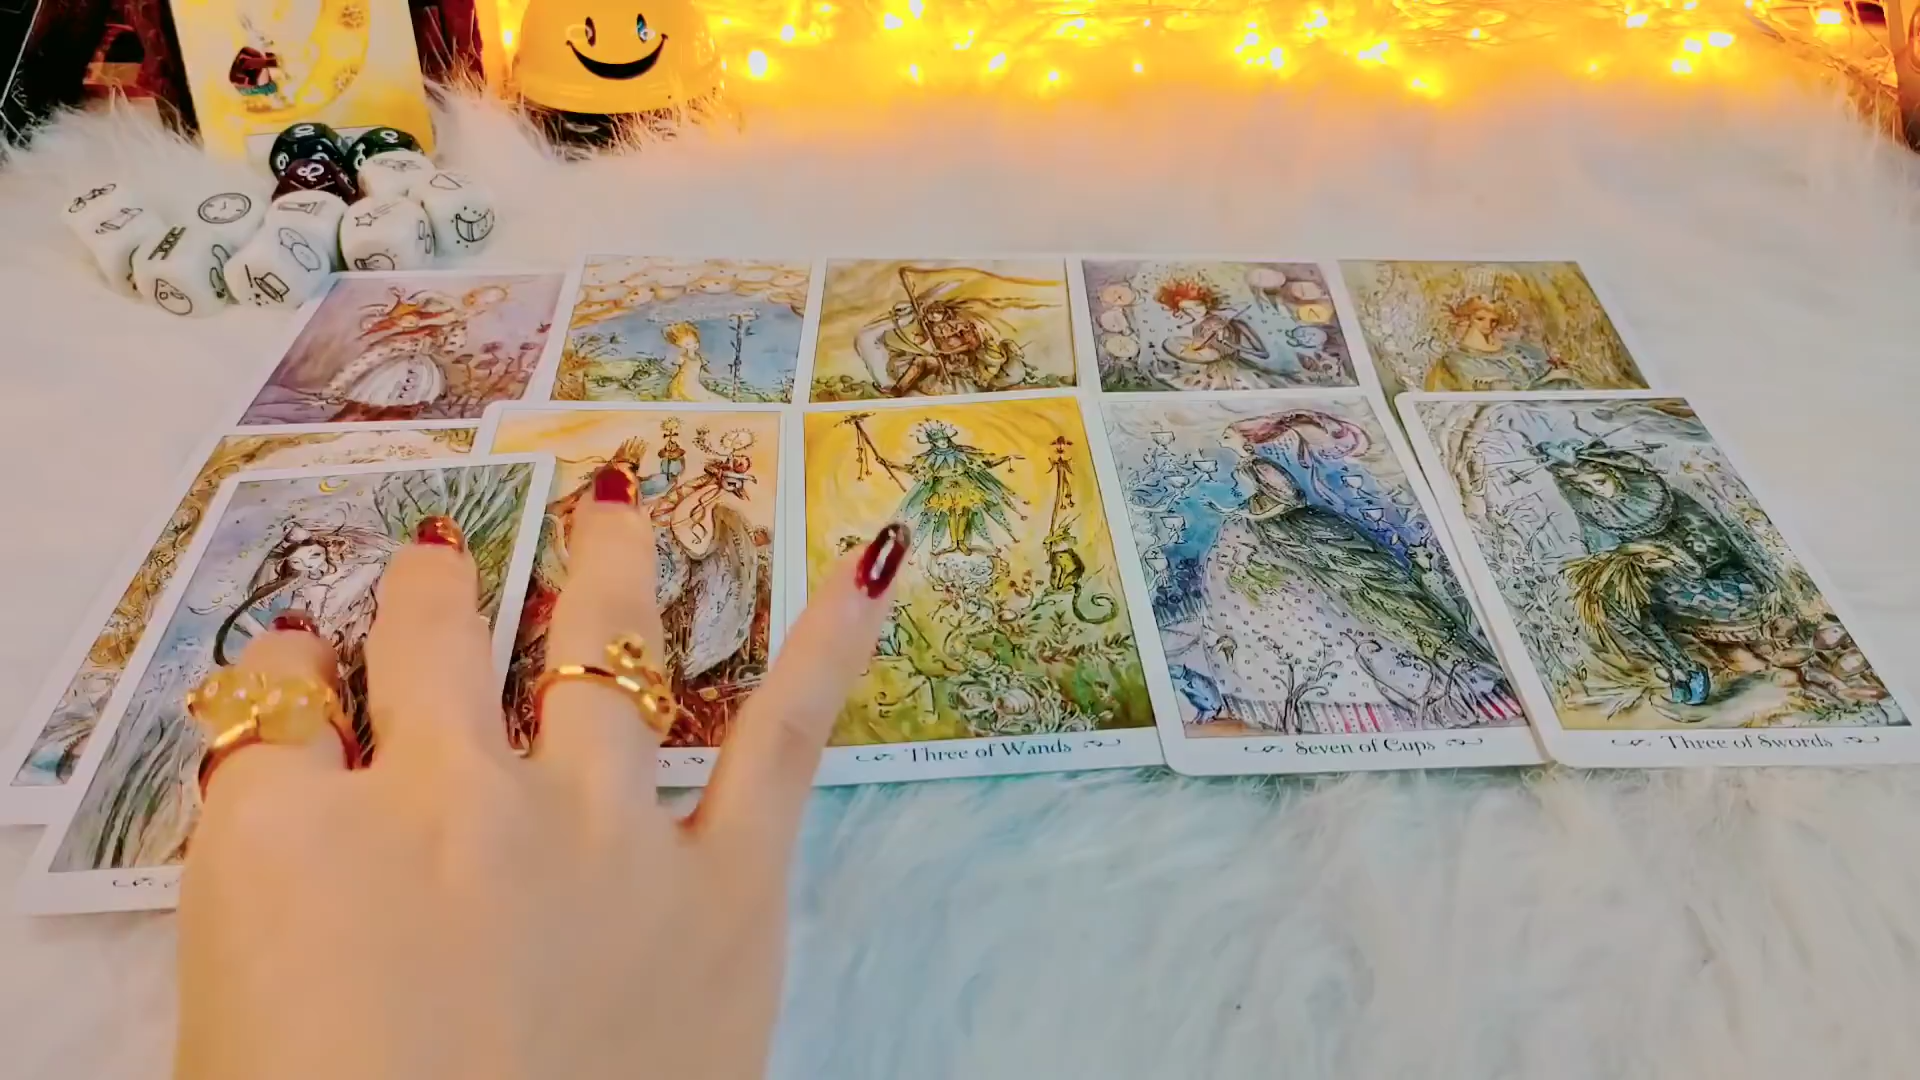 Three of Wands
Seven of Cups
Three of Swords